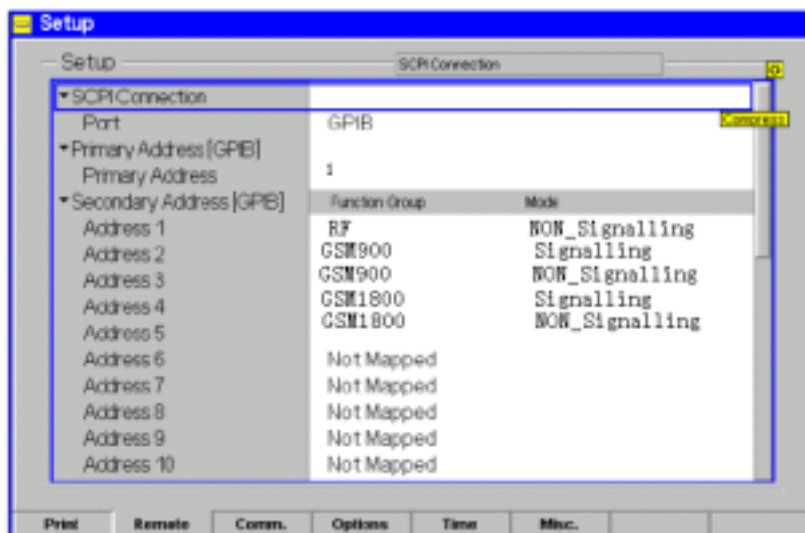 Setup
Setup SCPI Connection
SCPI Connection
Compress
Port GPIB
Primary Address [GPIB]
Primary Address 1
Secondary Address [GPIB] Function Group Mode
Address 1 RF NON_Signalling
Address 2 GSM900 Signalling
Address 3 GSM900 NON_Signalling
Address 4 GSM1800 Signalling
Address 5 GSM1800 NON_Signalling
Address 6 Not Mapped
Address 7 Not Mapped
Address 8 Not Mapped
Address 9 Not Mapped
Address 10 Not Mapped
Print Remote Comm. Options Time Misc.